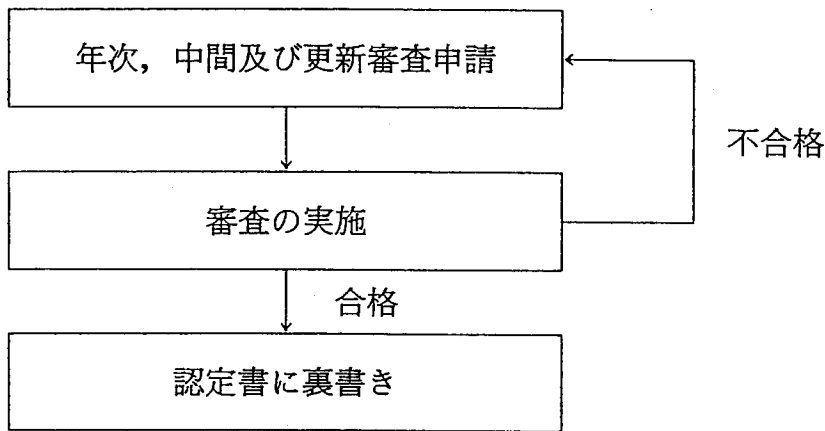 年次，中間及び更新審査申請
不合格
審査の実施
合格
認定書に裏書き